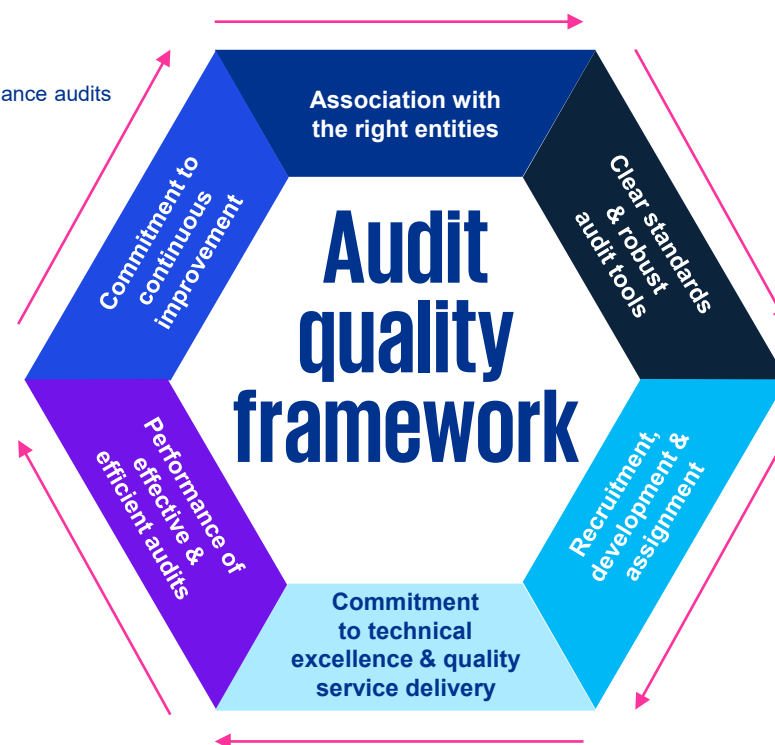 ance audits
Association with
the right entities
Clear standards
& robust
audit tools
Recruitment,
development &
assignment
Commitment
to technical
excellence & quality
service delivery
Performance of
effective &
efficient audits
Commitment to
continuous
improvement
Audit
quality
framework